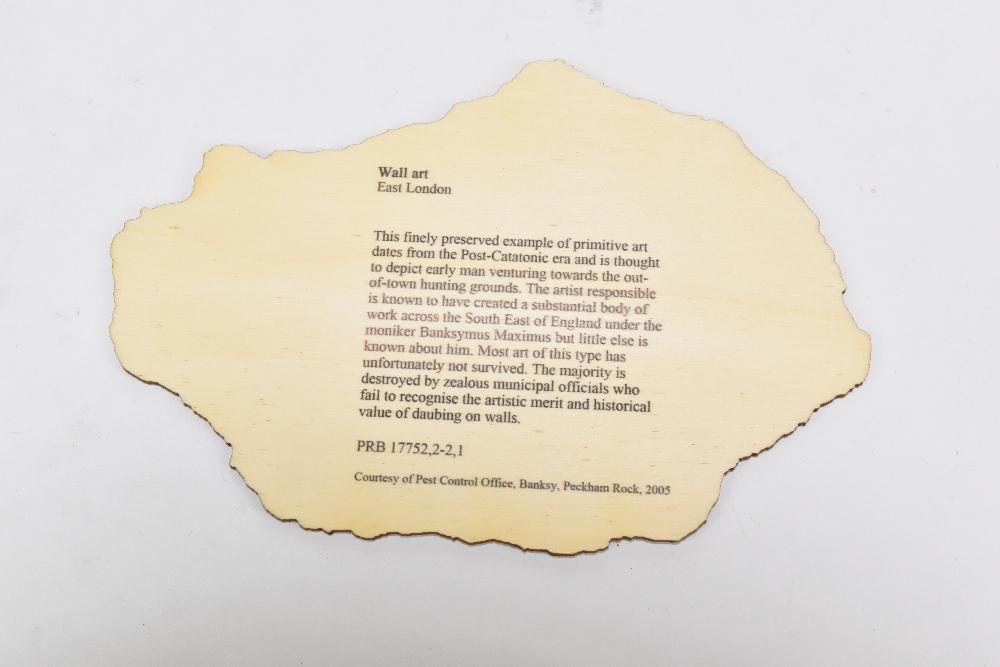 Wall art
East London
This finely preserved example of primitive art
dates from the Post-Catatonic era and is thought
to depict early man venturing towards the out-
of-town hunting grounds. The artist responsible
is known to have created a substantial body of
work across the South East of England under the
moniker Banksymus Maximus but little else is
known about him. Most art of this type has
unfortunately not survived. The majority is
destroyed by zealous municipal officials who
fail to recognise the artistic merit and historical
value of daubing on walls.
PRB 17752,2-2,1
Courtesy of Pest Control Office, Banksy, Peckham Rock, 2005